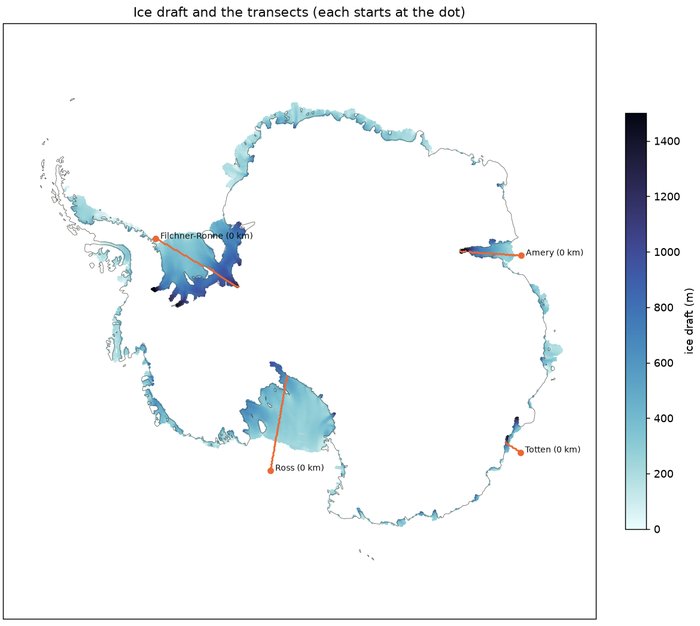 Ice draft and the transects (each starts at the dot)
Filchner-Ronne (0 km)
Amery (0 km)
Totten (0 km)
Ross (0 km)
1400
1200
1000
800
600
400
200
0
ice draft (m)